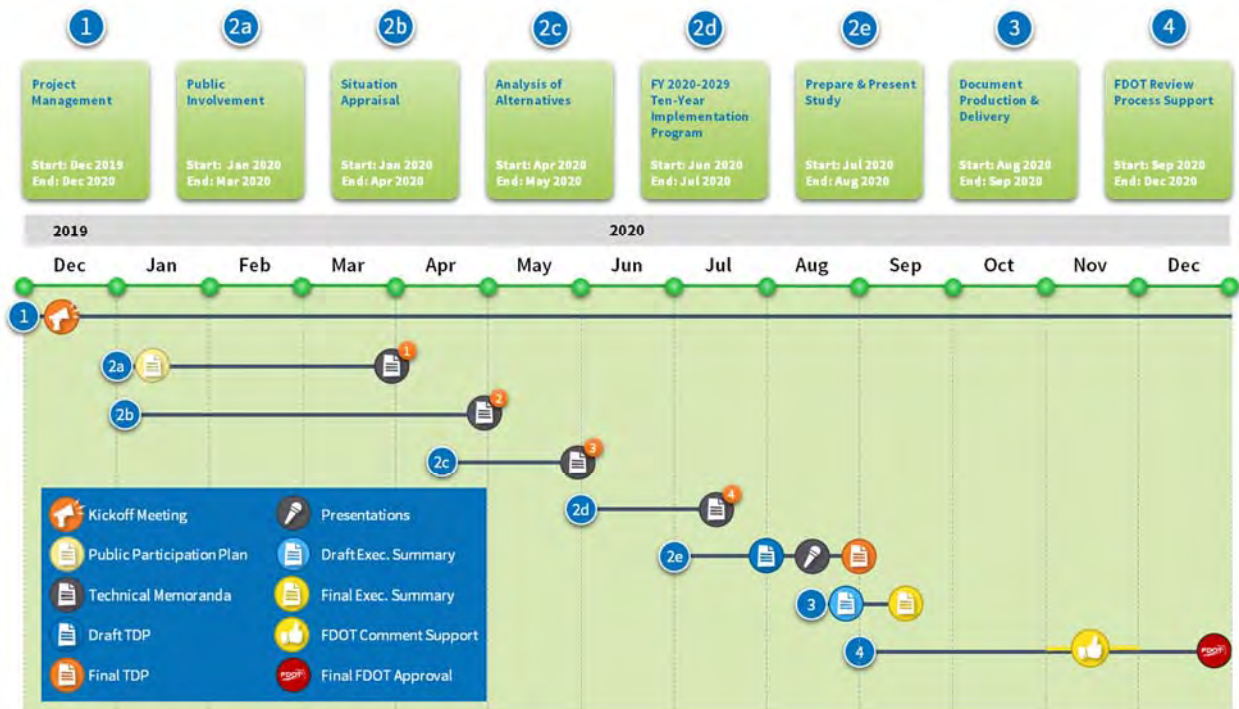 1
2a
2b
2c
2d
2e
3
4
Project
Management
Start: Dec 2019
End: Dec 2020
Public
Involvement
Start: Jan 2020
End: Mar 2020
Situation
Appraisal
Start: Jan 2020
End: Apr 2020
Analysis of
Alternatives
Start: Apr 2020
End: May 2020
FY 2020-2029
Ten-Year
Implementation
Program
Start: Jun 2020
End: Jul 2020
Prepare & Present
Study
Start: Jul 2020
End: Aug 2020
Document
Production &
Delivery
Start: Aug 2020
End: Sep 2020
FDOT Review
Process Support
Start: Sep 2020
End: Dec 2020
2019 2020
Dec Jan Feb Mar Apr May Jun Jul Aug Sep Oct Nov Dec
1
2a 1
2b 2
2c 3
2d 4
2e
3
4 FDOT
Kickoff Meeting
Public Participation Plan
Technical Memoranda
Draft TDP
Final TDP
Presentations
Draft Exec. Summary
Final Exec. Summary
FDOT Comment Support
FDOT Final FDOT Approval